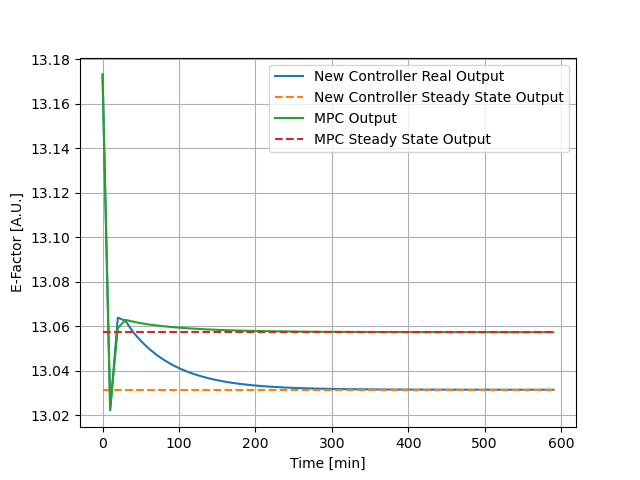 13.18
13.16
13.14
13.12
13.10
13.08
13.06
13.04
13.02
E-Factor [A.U.]
New Controller Real Output
New Controller Steady State Output
MPC Output
MPC Steady State Output
0 100 200 300 400 500 600
Time [min]